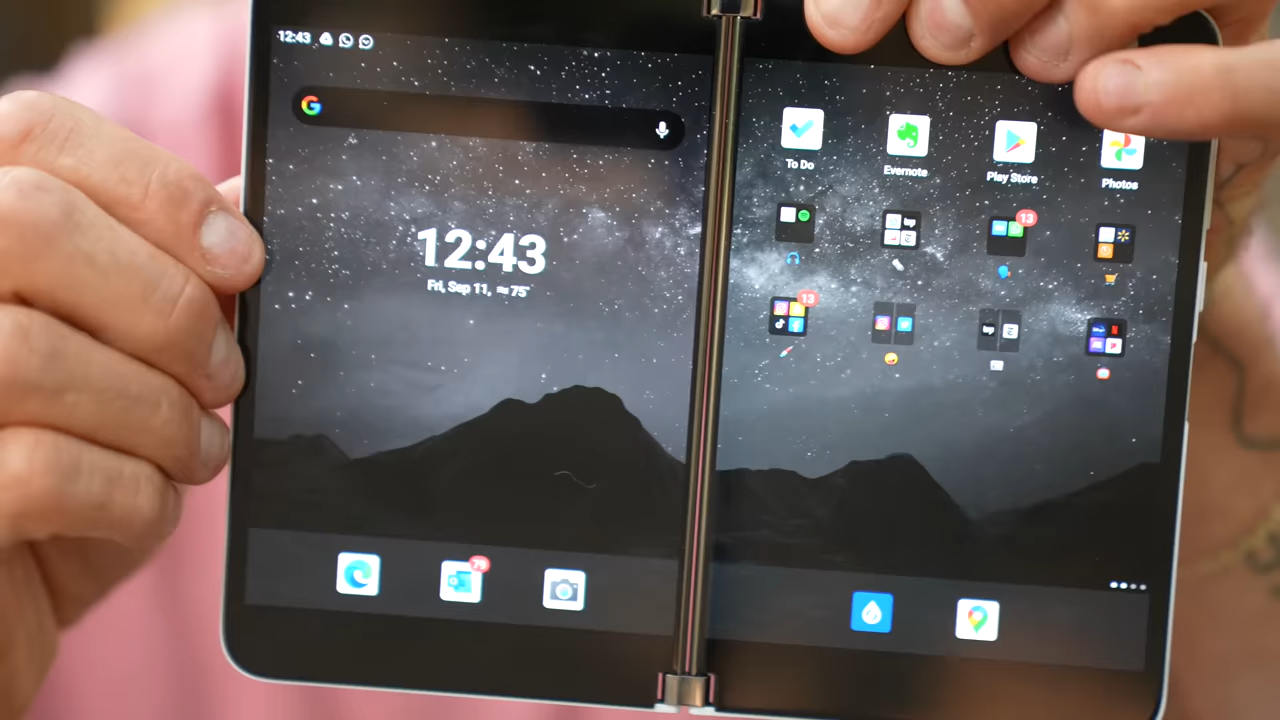 12:43
12:43
Fri, Sep 11, ≈ 75°
To Do
Evernote
Play Store
Photos
13
13
79